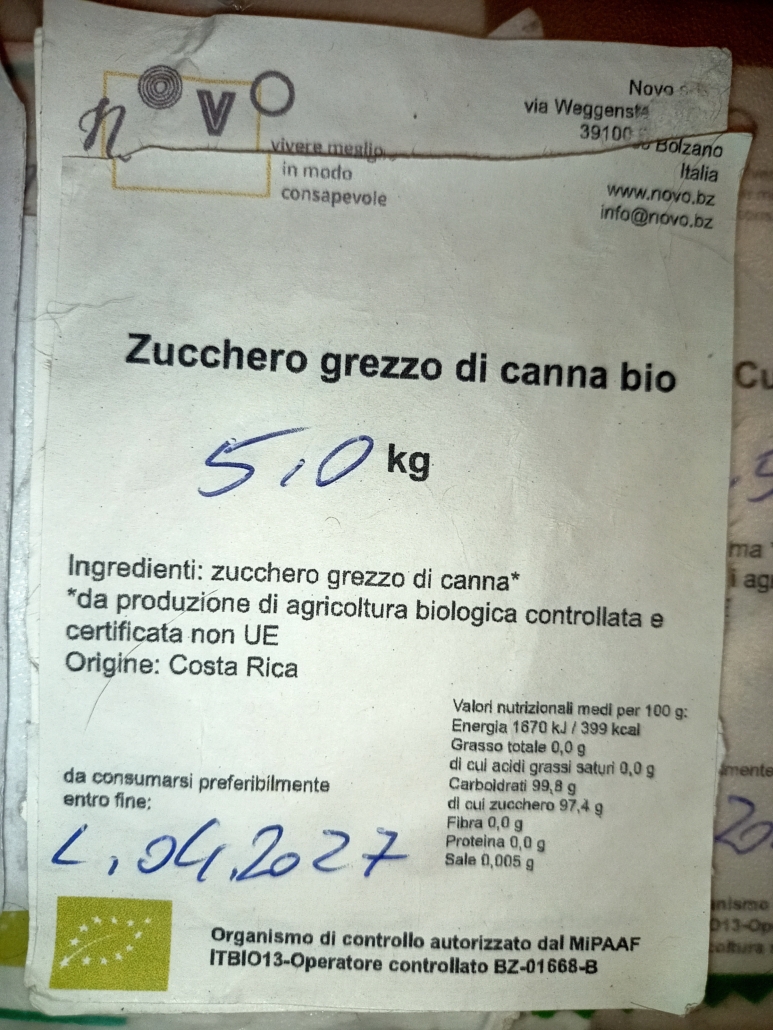 novo
vivere meglio
in modo
consapevole
Novo
via Weggenst
39100 Bolzano
Italia
www.novo.bz
info@novo.bz
Zucchero grezzo di canna bio
5,0 kg
Ingredienti: zucchero grezzo di canna*
*da produzione di agricoltura biologica controllata e
certificata non UE
Origine: Costa Rica
Valori nutrizionali medi per 100 g:
Energia 1670 kJ / 399 kcal
Grasso totale 0,0 g
di cui acidi grassi saturi 0,0 g
Carboidrati 99,8 g
di cui zucchero 97,4 g
Fibra 0,0 g
Proteina 0,0 g
Sale 0,005 g
da consumarsi preferibilmente
entro fine:
L,04.2027
Organismo di controllo autorizzato dal MiPAAF
ITBIO13-Operatore controllato BZ-01668-B